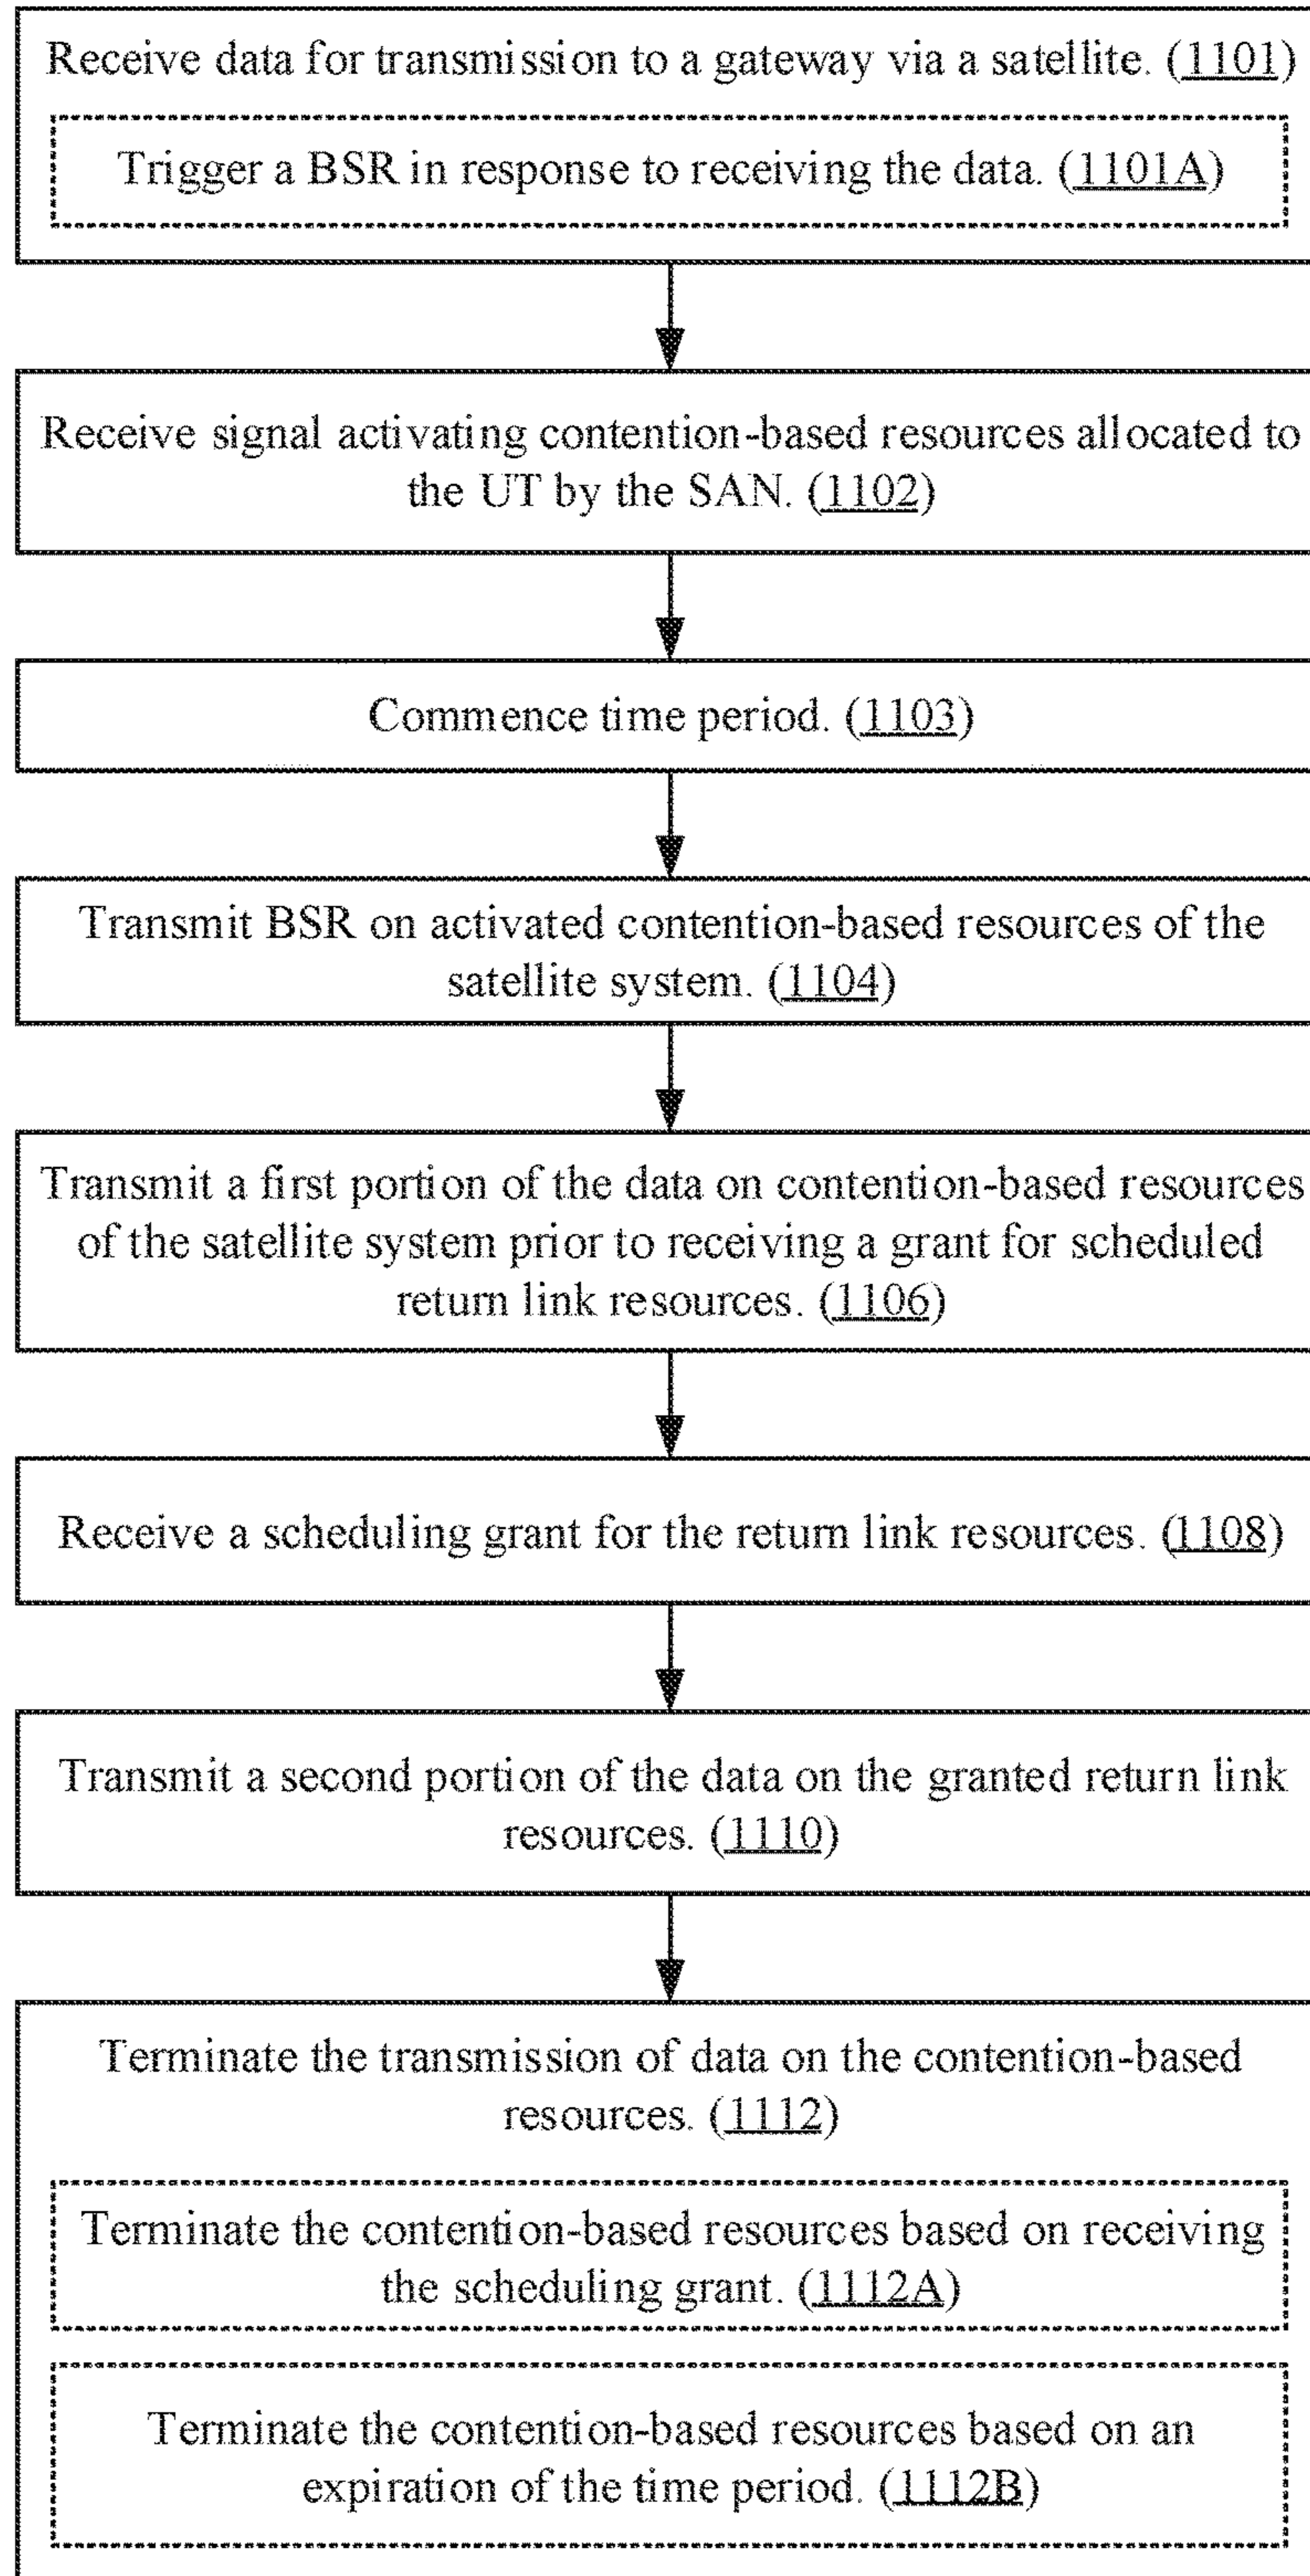 Receive data for transmission to a gateway via a satellite. (1101)
Trigger a BSR in response to receiving the data. (1101A)
Receive signal activating contention-based resources allocated to
the UT by the SAN. (1102)
Commence time period. (1103)
Transmit BSR on activated contention-based resources of the
satellite system. (1104)
Transmit a first portion of the data on contention-based resources
of the satellite system prior to receiving a grant for scheduled
return link resources. (1106)
Receive a scheduling grant for the return link resources. (1108)
Transmit a second portion of the data on the granted return link
resources. (1110)
Terminate the transmission of data on the contention-based
resources. (1112)
Terminate the contention-based resources based on receiving
the scheduling grant. (1112A)
Terminate the contention-based resources based on an
expiration of the time period. (1112B)